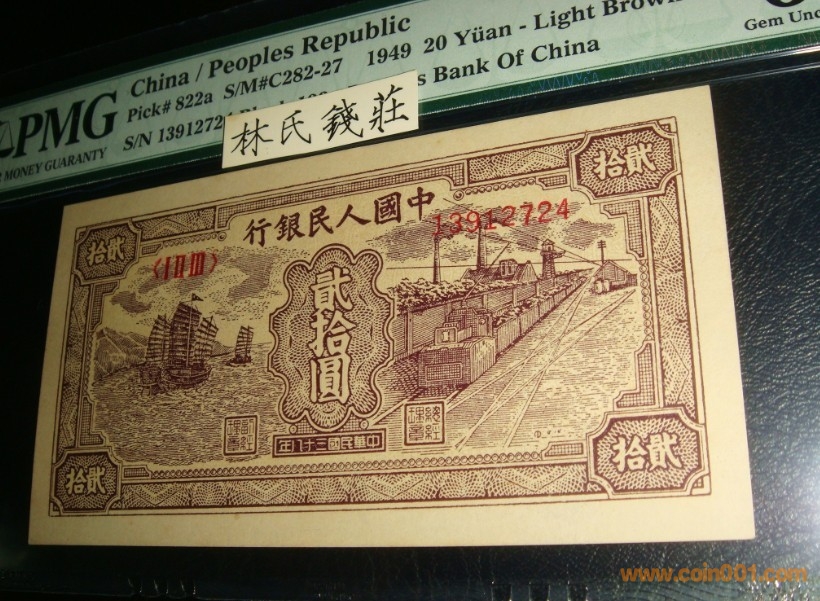 China / Peoples Republic
1949 20 Yüan - Light Brown
Pick# 822a S/M#C282-27
Bank Of China
S/N 1391272
Gem Unc
PMG
MONEY GUARANTY
林氏錢莊
行銀民人國中
13912724
〈I II III〉
拾貳
拾貳
貳拾圓
年八十三國民華中
拾貳
拾貳
www.coin001.com